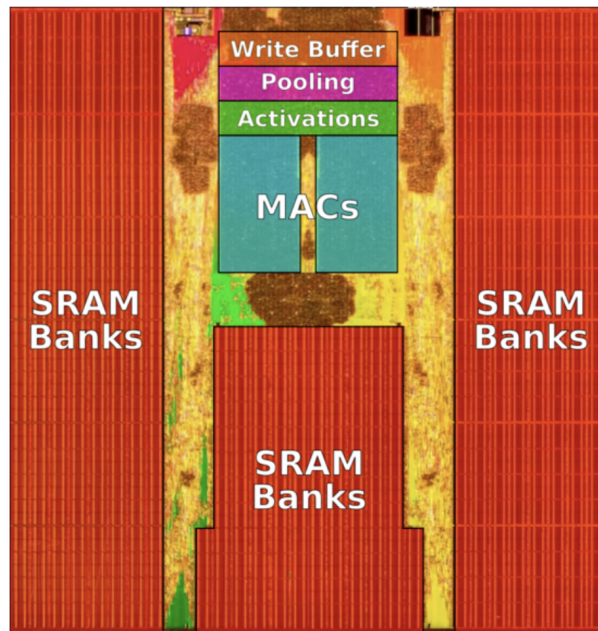 Write Buffer
Pooling
Activations
MACs
SRAM
Banks
SRAM
Banks
SRAM
Banks